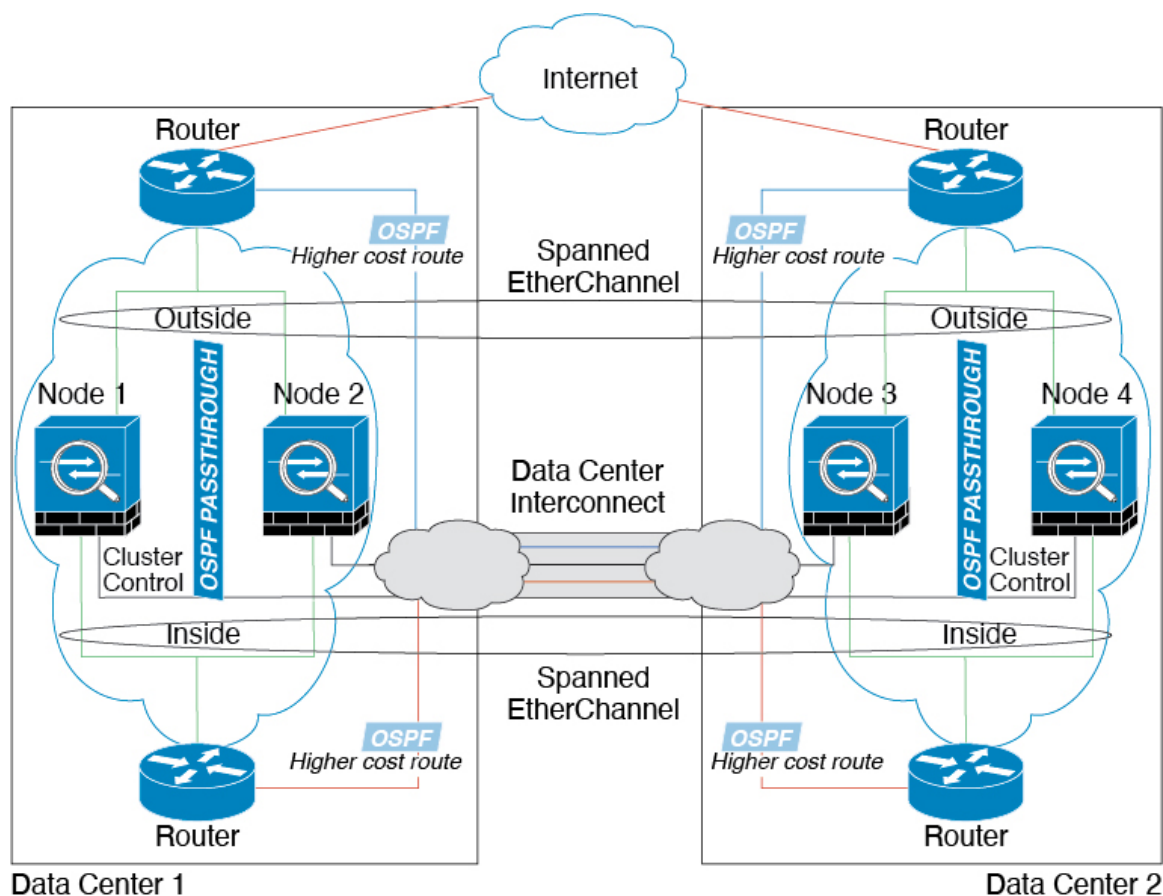 Internet
Router
Router
OSPF
Higher cost route
Spanned
EtherChannel
OSPF
Higher cost route
Outside
Outside
Node 1
OSPF PASSTHROUGH
Node 2
Node 3
OSPF PASSTHROUGH
Node 4
Data Center
Interconnect
Cluster
Control
Cluster
Control
Inside
Inside
Spanned
EtherChannel
OSPF
Higher cost route
OSPF
Higher cost route
Router
Router
Data Center 1
Data Center 2